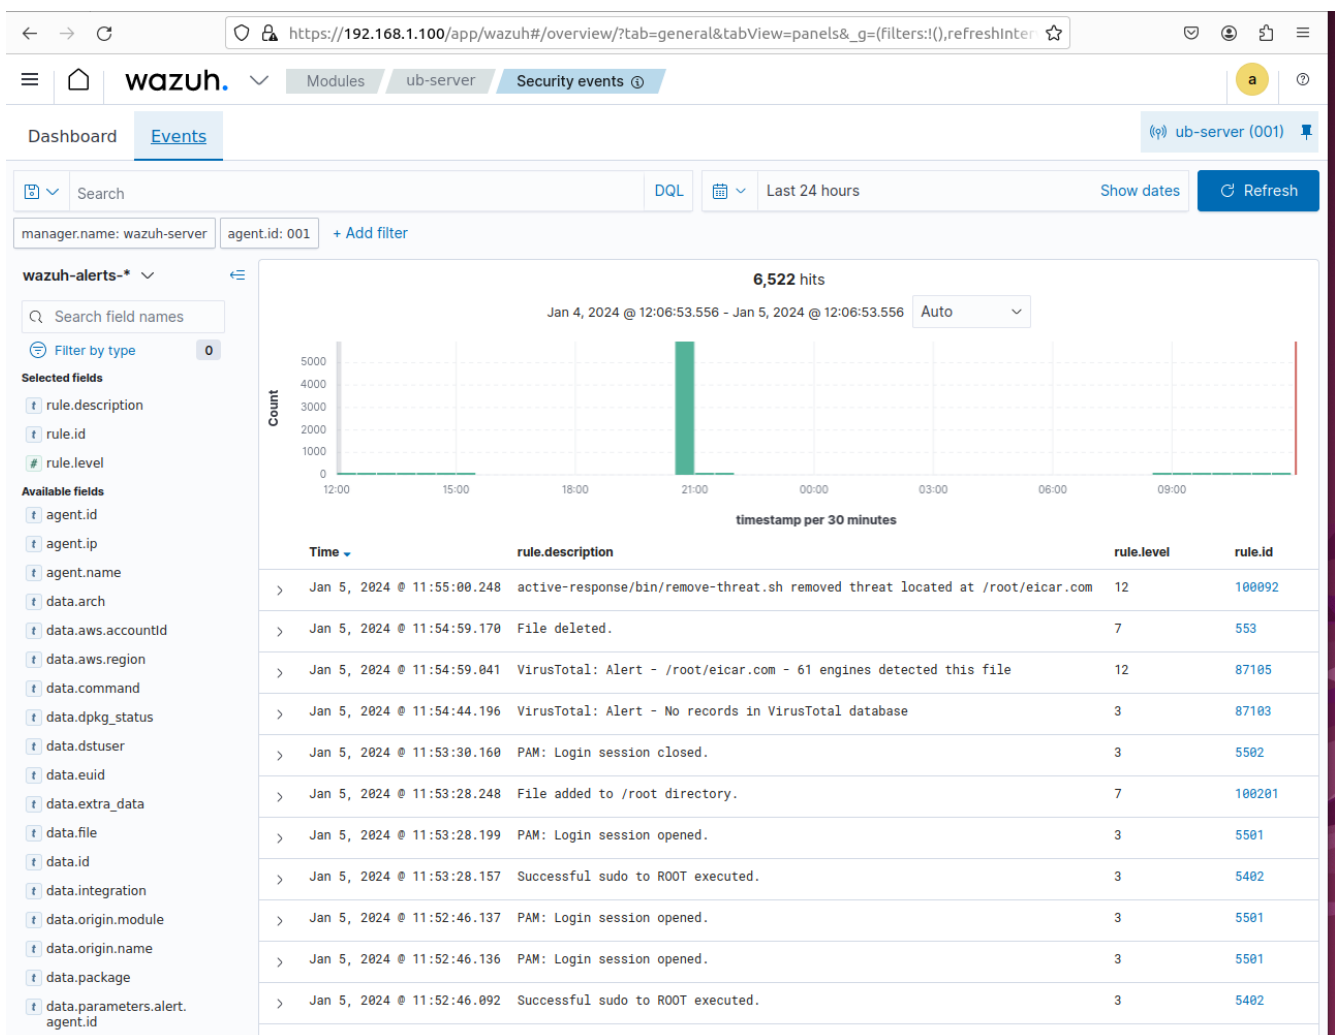 https://192.168.1.100/app/wazuh#/overview/?tab=general&tabView=panels&_g=(filters:!(),refreshInter
wazuh. Modules ub-server Security events a
Dashboard Events ub-server (001)
Search DQL Last 24 hours Show dates Refresh
manager.name: wazuh-server agent.id: 001 + Add filter
wazuh-alerts-*
Search field names
Filter by type 0
Selected fields
t rule.description
t rule.id
# rule.level
Available fields
t agent.id
t agent.ip
t agent.name
t data.arch
t data.aws.accountId
t data.aws.region
t data.command
t data.dpkg_status
t data.dstuser
t data.euid
t data.extra_data
t data.file
t data.id
t data.integration
t data.origin.module
t data.origin.name
t data.package
t data.parameters.alert.
agent.id
6,522 hits
Jan 4, 2024 @ 12:06:53.556 - Jan 5, 2024 @ 12:06:53.556 Auto
Count
5000
4000
3000
2000
1000
0
12:00 15:00 18:00 21:00 00:00 03:00 06:00 09:00
timestamp per 30 minutes
Time rule.description rule.level rule.id
Jan 5, 2024 @ 11:55:00.248 active-response/bin/remove-threat.sh removed threat located at /root/eicar.com 12 100092
Jan 5, 2024 @ 11:54:59.170 File deleted. 7 553
Jan 5, 2024 @ 11:54:59.041 VirusTotal: Alert - /root/eicar.com - 61 engines detected this file 12 87105
Jan 5, 2024 @ 11:54:44.196 VirusTotal: Alert - No records in VirusTotal database 3 87103
Jan 5, 2024 @ 11:53:30.160 PAM: Login session closed. 3 5502
Jan 5, 2024 @ 11:53:28.248 File added to /root directory. 7 100201
Jan 5, 2024 @ 11:53:28.199 PAM: Login session opened. 3 5501
Jan 5, 2024 @ 11:53:28.157 Successful sudo to ROOT executed. 3 5402
Jan 5, 2024 @ 11:52:46.137 PAM: Login session opened. 3 5501
Jan 5, 2024 @ 11:52:46.136 PAM: Login session opened. 3 5501
Jan 5, 2024 @ 11:52:46.092 Successful sudo to ROOT executed. 3 5402